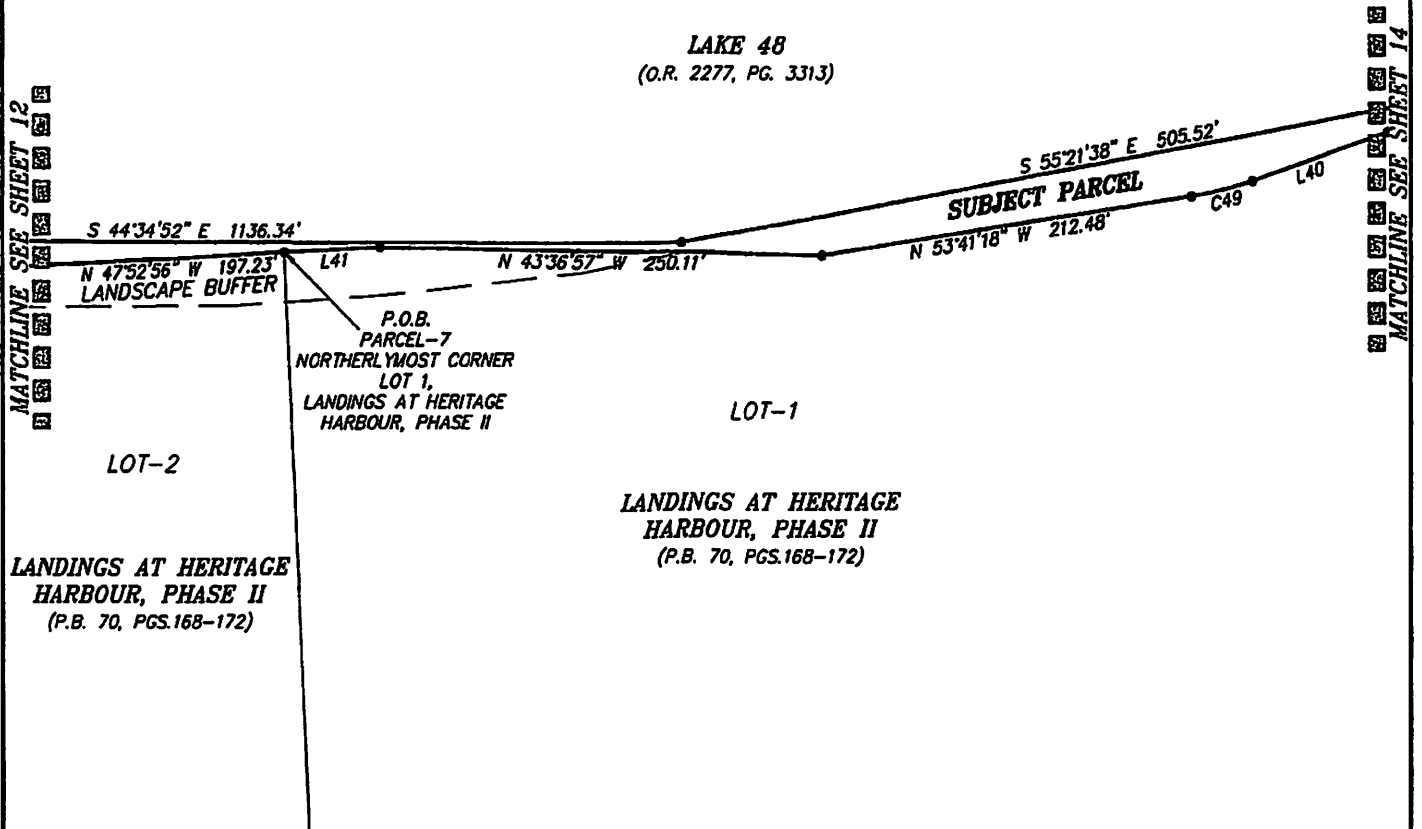 LAKE 48
(O.R. 2277, PG. 3313)
MATCHLINE SEE SHEET 12
MATCHLINE SEE SHEET 14
S 55°21'38" E 505.52'
SUBJECT PARCEL
L40
C49
N 53°41'18" W 212.48'
S 44°34'52" E 1136.34'
N 47°52'56" W 197.23'
L41
N 43°36'57" W 250.11'
LANDSCAPE BUFFER
P.O.B.
PARCEL-7
NORTHERLYMOST CORNER
LOT 1,
LANDINGS AT HERITAGE
HARBOUR, PHASE II
LOT-1
LOT-2
LANDINGS AT HERITAGE
HARBOUR, PHASE II
(P.B. 70, PGS.168-172)
LANDINGS AT HERITAGE
HARBOUR, PHASE II
(P.B. 70, PGS.168-172)